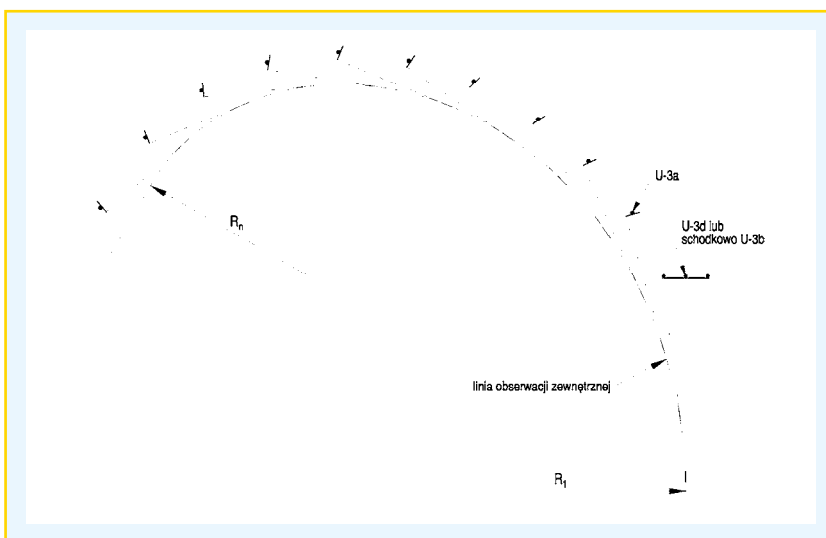 U-3a
Rn
U-3d lub
schodkowo U-3b
linia obserwacji zewnętrznej
R1